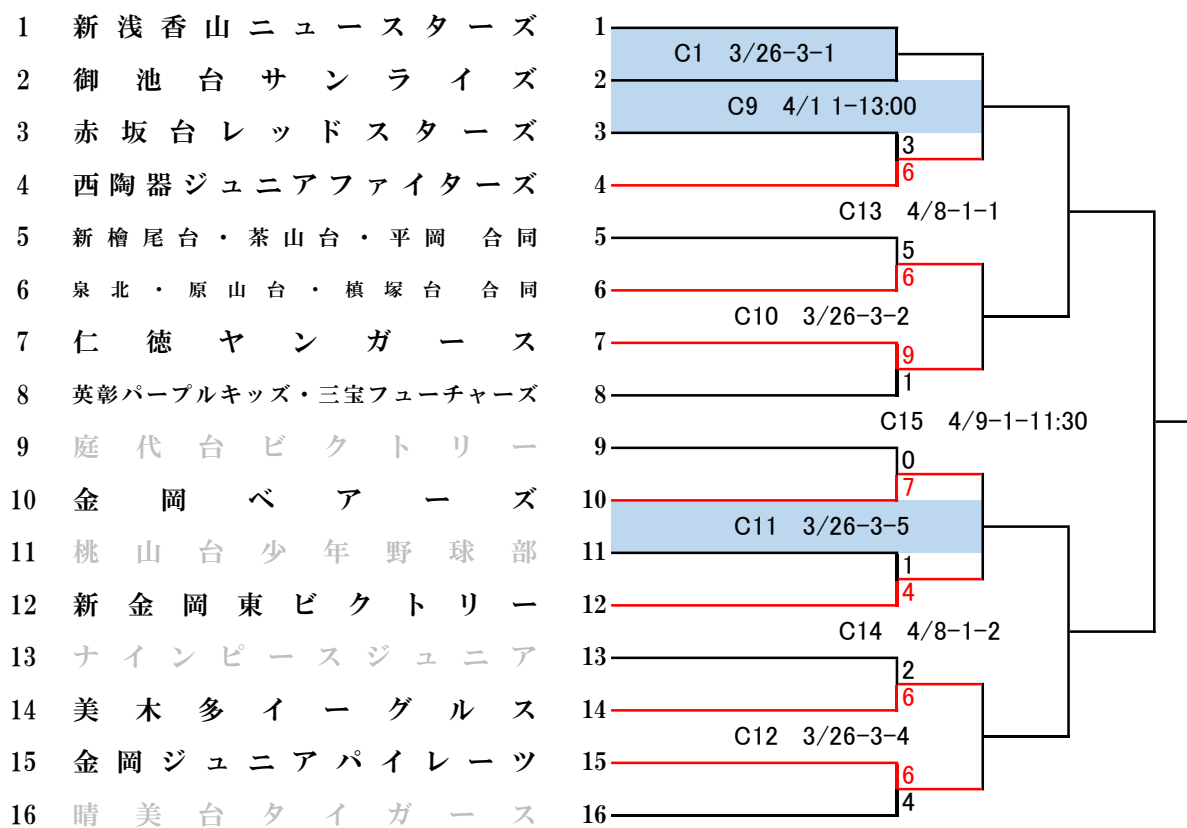 1 新浅香山ニュースターズ 1
C1 3/26-3-1
2 御池台サンライズ 2
C9 4/1 1-13:00
3 赤坂台レッドスターズ 3
3
6
4 西陶器ジュニアファイターズ 4
C13 4/8-1-1
5 新檜尾台・茶山台・平岡 合同 5
5
6
6 泉北・原山台・槙塚台 合同 6
C10 3/26-3-2
7 仁徳ヤンガース 7
9
1
8 英彰パープルキッズ・三宝フューチャーズ 8
C15 4/9-1-11:30
9 庭代台ビクトリー 9
0
7
10 金岡ベアーズ 10
C11 3/26-3-5
11 桃山台少年野球部 11
1
4
12 新金岡東ビクトリー 12
C14 4/8-1-2
13 ナインピースジュニア 13
2
6
14 美木多イーグルス 14
C12 3/26-3-4
15 金岡ジュニアパイレーツ 15
6
4
16 晴美台タイガース 16